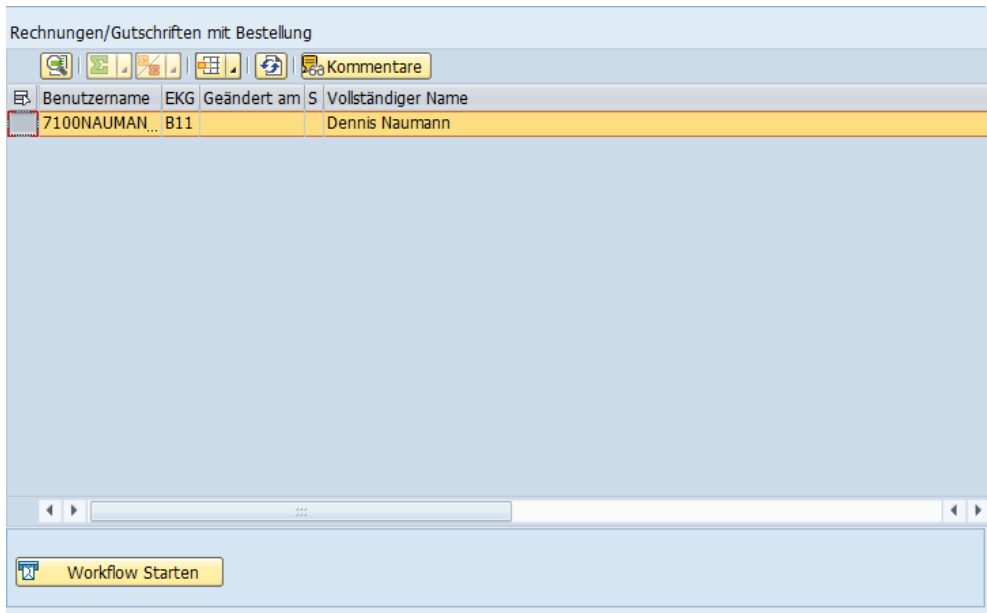 Rechnungen/Gutschriften mit Bestellung
Kommentare
Benutzername EKG Geändert am S Vollständiger Name
7100NAUMAN... B11 Dennis Naumann
Workflow Starten